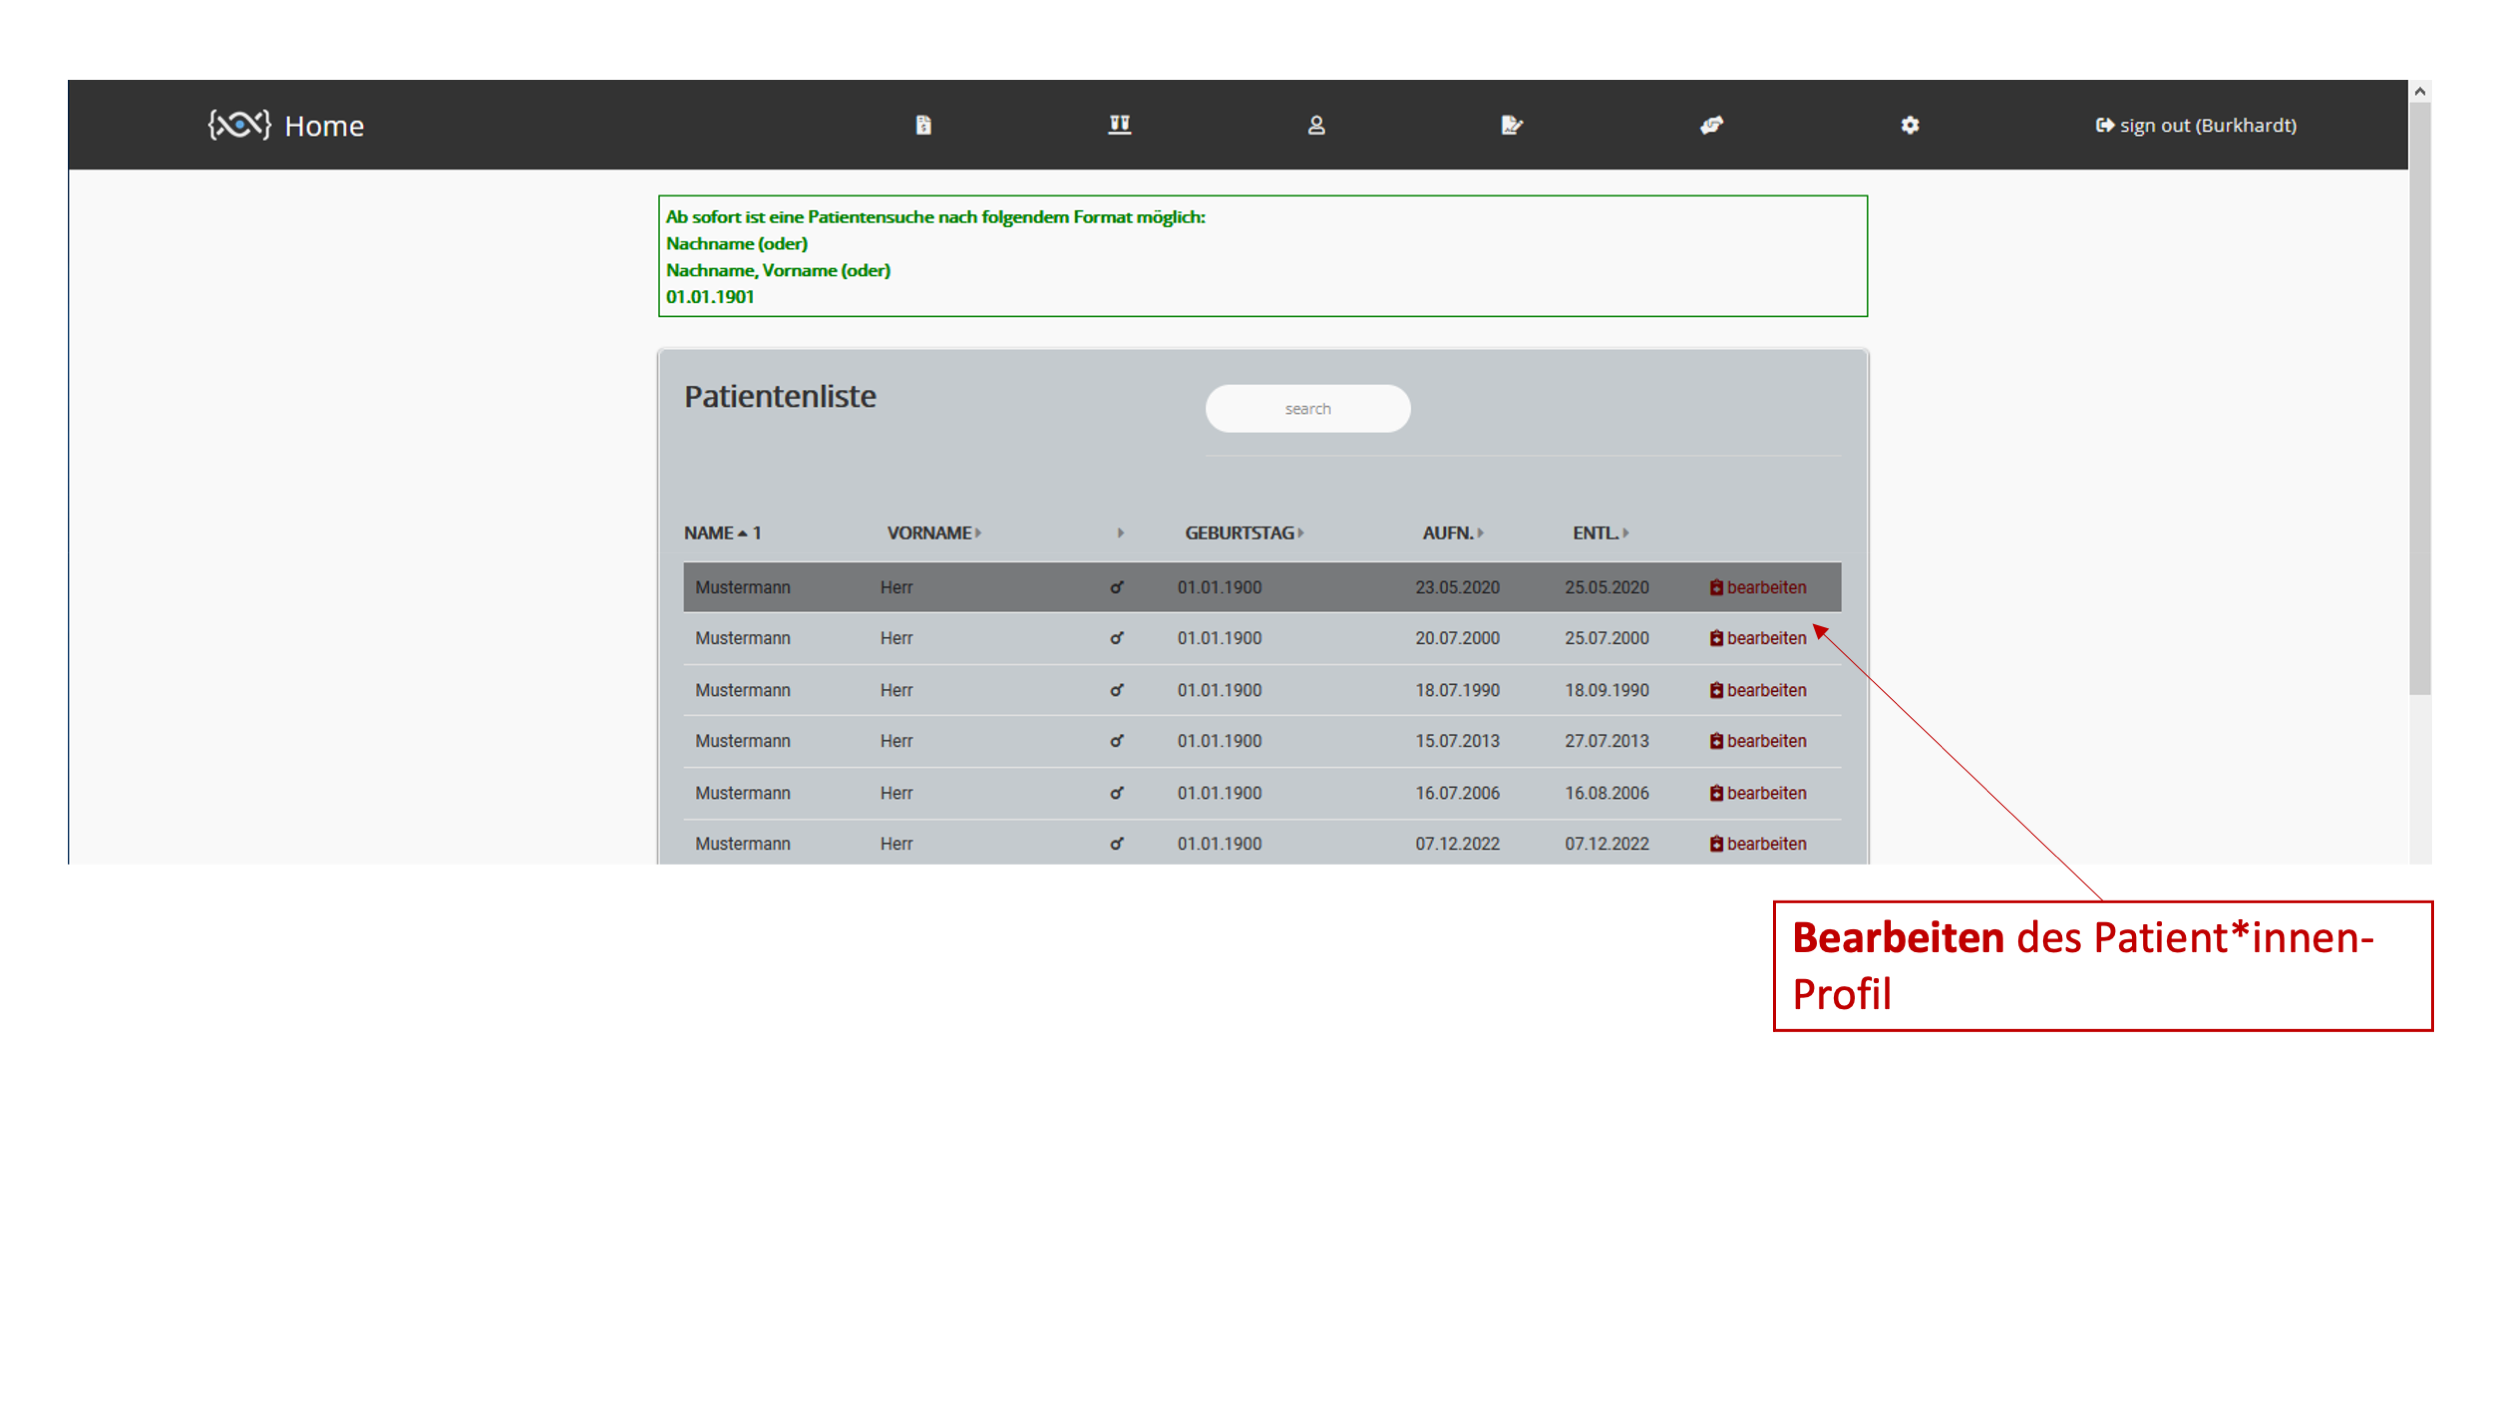 Home
sign out (Burkhardt)
Ab sofort ist eine Patientensuche nach folgendem Format möglich:
Nachname (oder)
Nachname, Vorname (oder)
01.01.1901
Patientenliste
search
NAME 1 VORNAME GEBURTSTAG AUFN. ENTL.
Mustermann Herr ♂ 01.01.1900 23.05.2020 25.05.2020 bearbeiten
Mustermann Herr ♂ 01.01.1900 20.07.2000 25.07.2000 bearbeiten
Mustermann Herr ♂ 01.01.1900 18.07.1990 18.09.1990 bearbeiten
Mustermann Herr ♂ 01.01.1900 15.07.2013 27.07.2013 bearbeiten
Mustermann Herr ♂ 01.01.1900 16.07.2006 16.08.2006 bearbeiten
Mustermann Herr ♂ 01.01.1900 07.12.2022 07.12.2022 bearbeiten
Bearbeiten des Patient*innen-
Profil